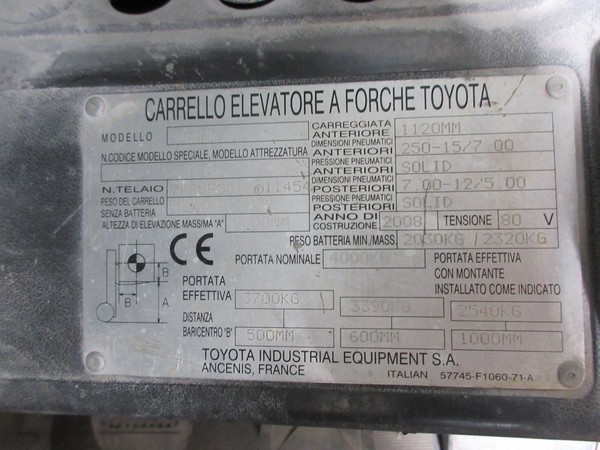 CARRELLO ELEVATORE A FORCHE TOYOTA
MODELLO
CARREGGIATA ANTERIORE 1120MM
N.CODICE MODELLO SPECIALE, MODELLO ATTREZZATURA
DIMENSIONI PNEUMATICI ANTERIORI 250-15/7.00
PRESSIONE PNEUMATICI ANTERIORI SOLID
N.TELAIO 11454
DIMENSIONI PNEUMATICI POSTERIORI 7.00-12/5.00
PESO DEL CARRELLO SENZA BATTERIA
PRESSIONE PNEUMATICI POSTERIORI SOLID
ALTEZZA DI ELEVAZIONE MASSIMA "A"
ANNO DI COSTRUZIONE 2008 TENSIONE 80 V
PESO BATTERIA MIN./MASS. 2030KG / 2320KG
CE
PORTATA NOMINALE 4000KG
PORTATA EFFETTIVA CON MONTANTE INSTALLATO COME INDICATO
B
B
A
PORTATA EFFETTIVA 3700KG 3390KG 2540KG
DISTANZA BARICENTRO "B" 500MM 600MM 1000MM
TOYOTA INDUSTRIAL EQUIPMENT S.A.
ANCENIS, FRANCE
ITALIAN 57745-F1060-71-A